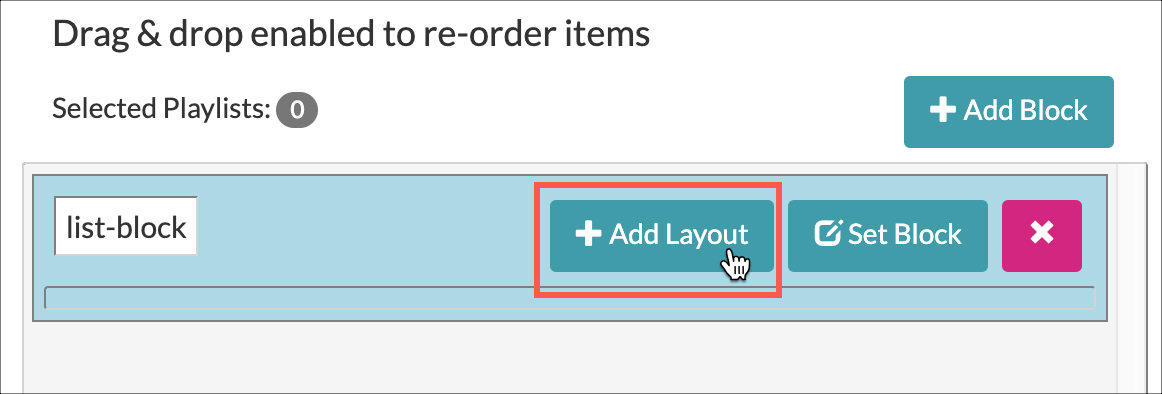 Drag & drop enabled to re-order items
Selected Playlists: 0
Add Block
list-block
Add Layout
Set Block